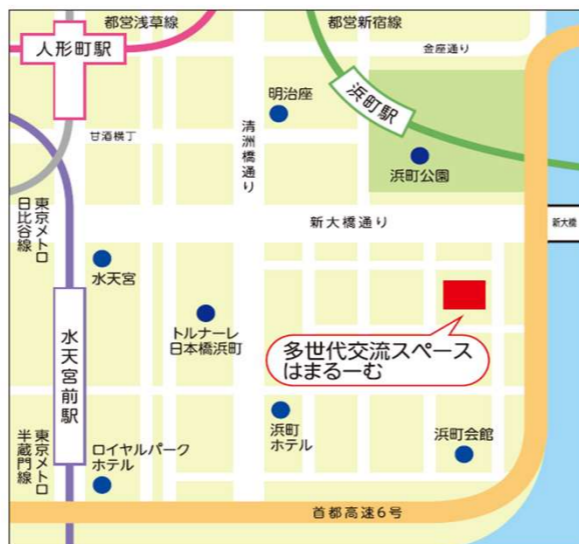 都営浅草線
都営新宿線
人形町駅
金座通り
明治座
浜町駅
甘酒横丁
清洲橋通り
浜町公園
東京メトロ
日比谷線
新大橋通り
新大橋
水天宮
トルナーレ
日本橋浜町
多世代交流スペース
はまるーむ
水天宮前駅
浜町
ホテル
浜町会館
東京メトロ
半蔵門線
ロイヤルパーク
ホテル
首都高速6号